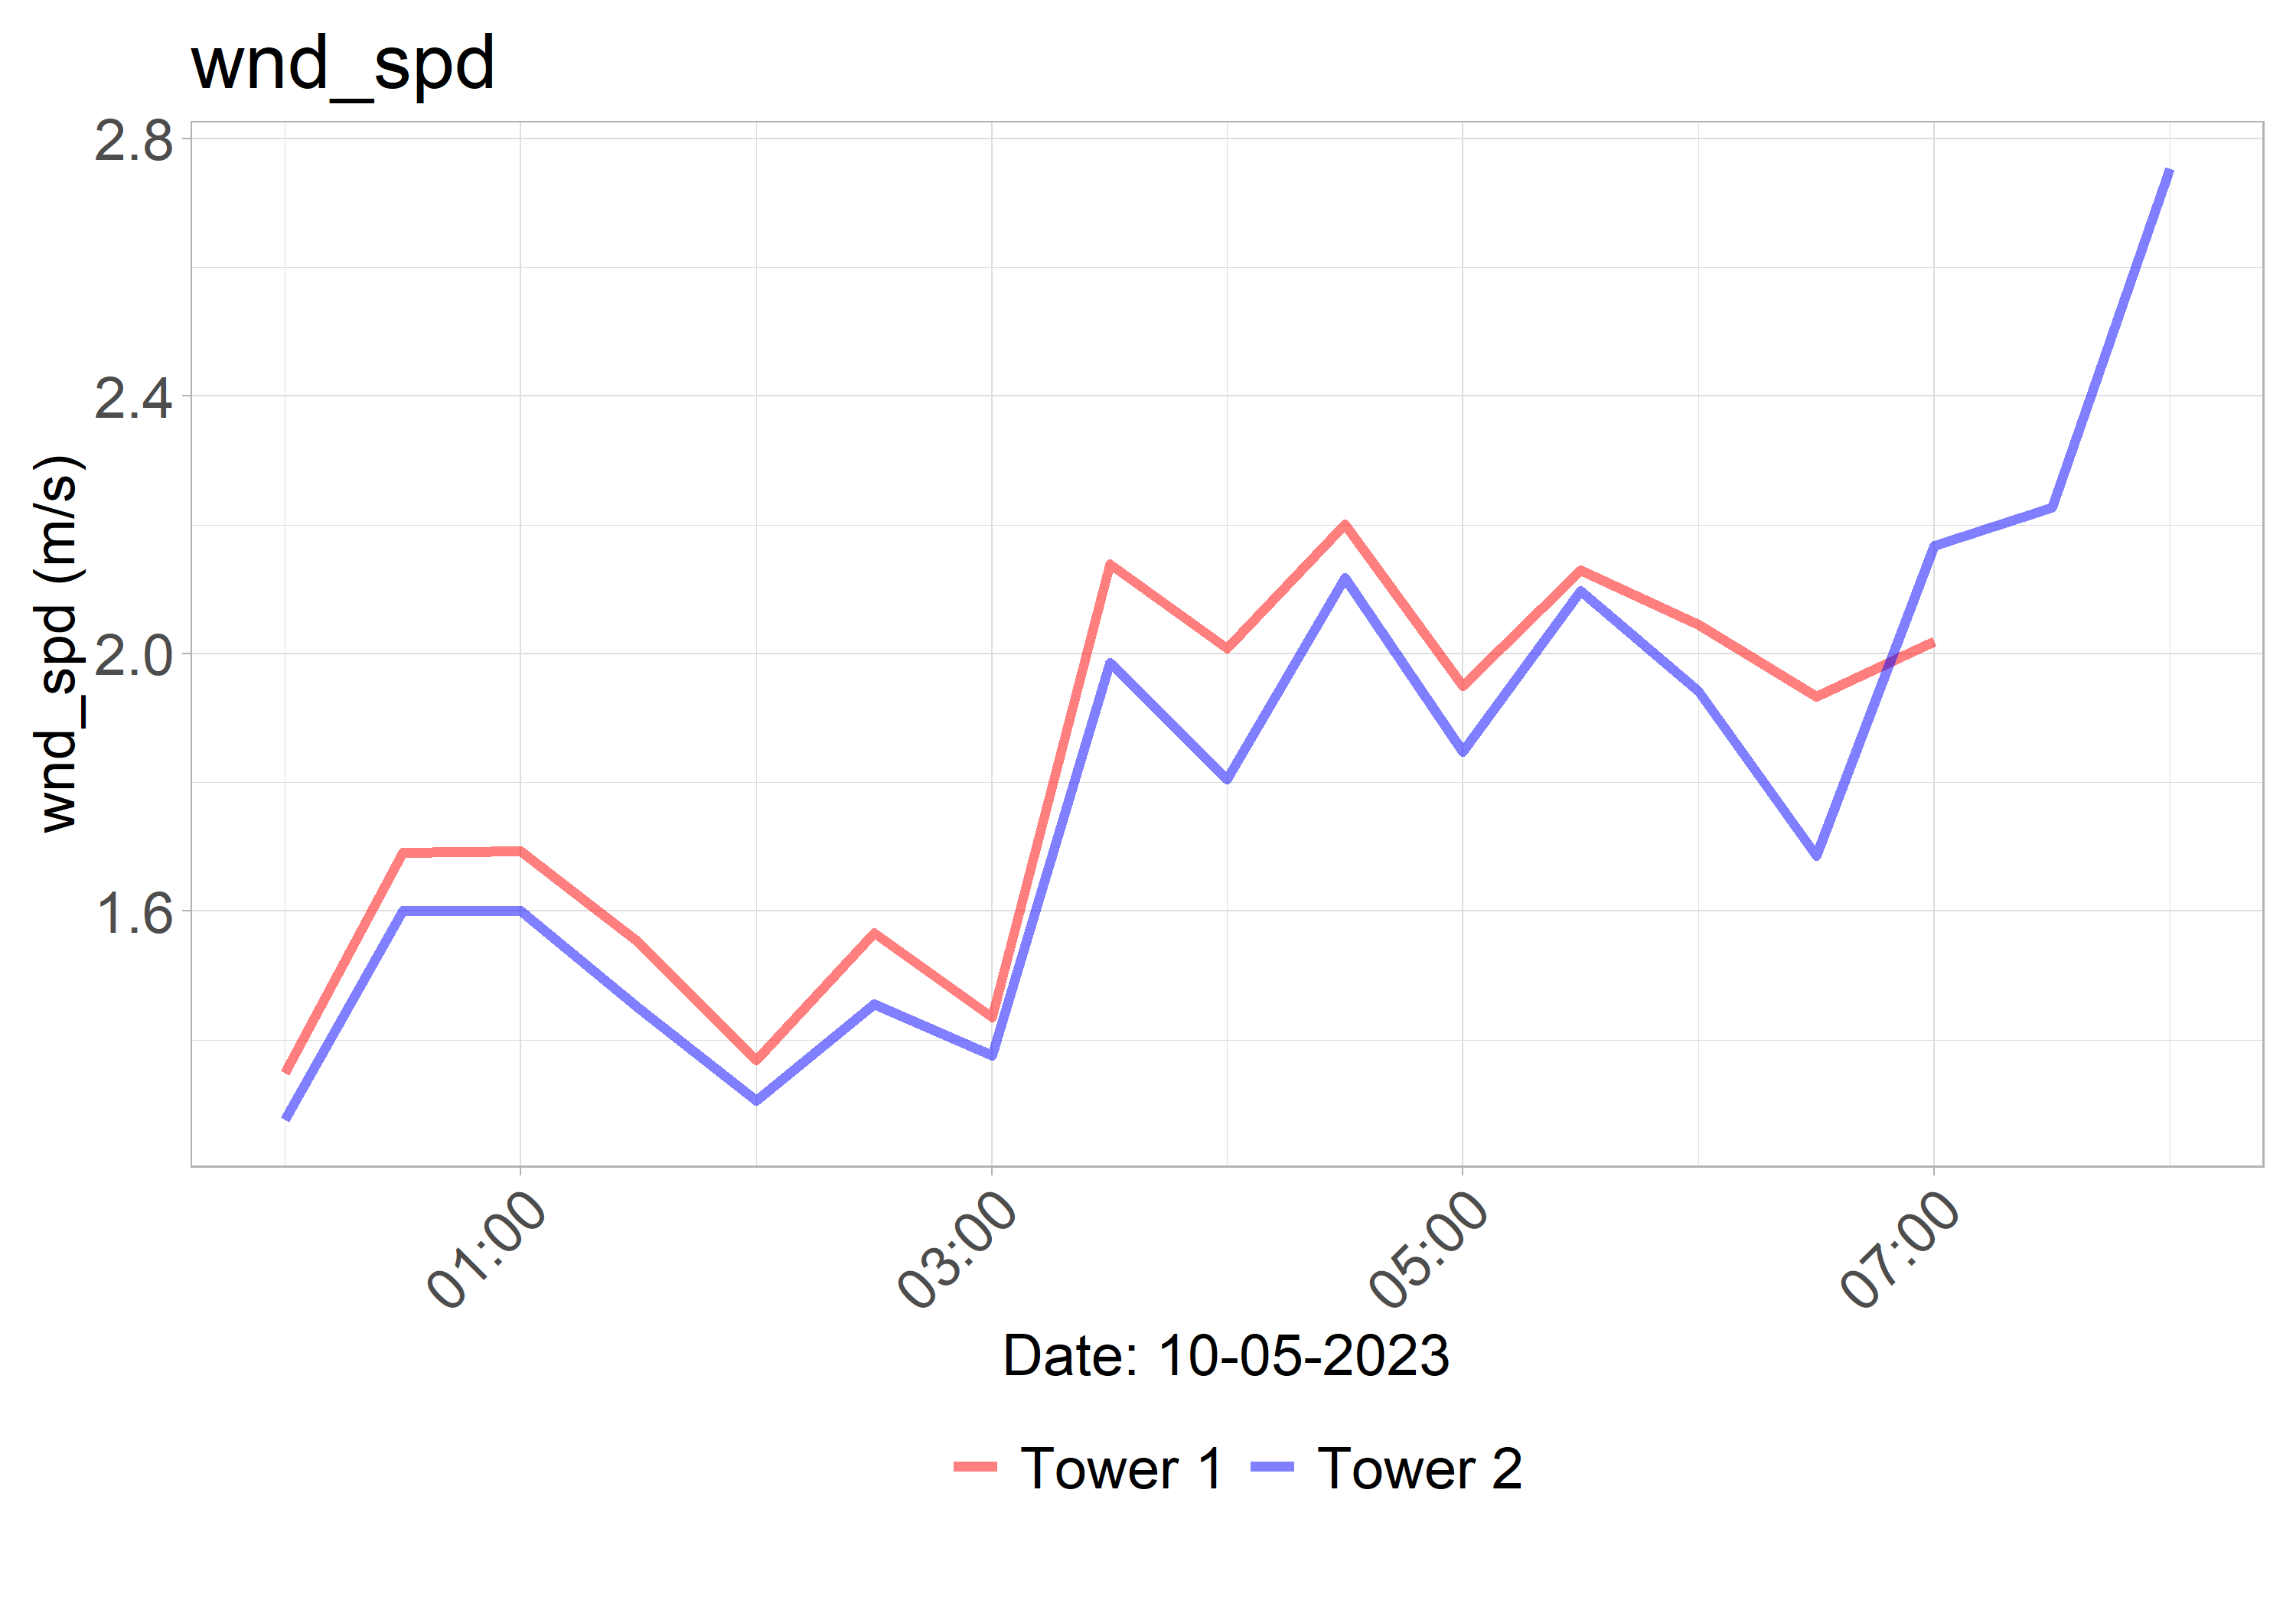 wnd_spd
2.8
2.4
2.0
1.6
wnd_spd (m/s)
01:00 03:00 05:00 07:00
Date: 10-05-2023
Tower 1 Tower 2